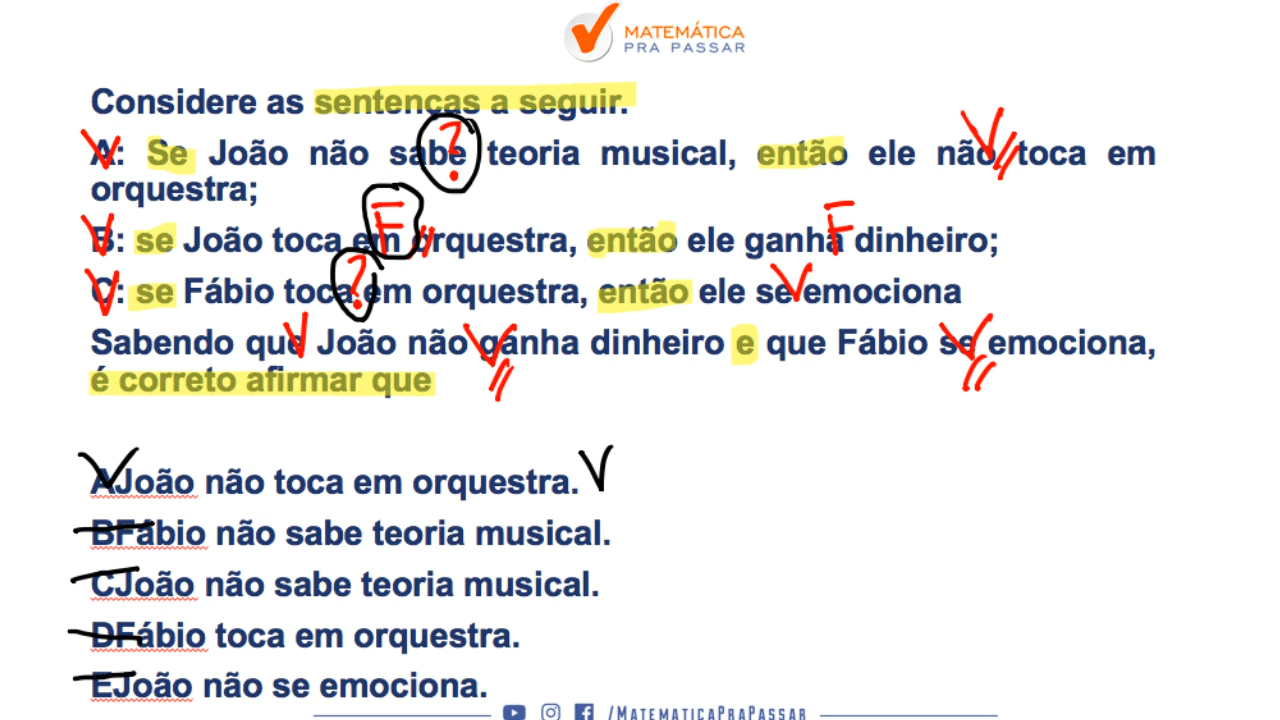 MATEMÁTICA
PRA PASSAR
Considere as sentenças a seguir.
V V ?
A: Se João não sabe teoria musical, então ele não toca em
orquestra;
V F F
B: se João toca em orquestra, então ele ganha dinheiro;
V ? V
C: se Fábio toca em orquestra, então ele se emociona
V V V
Sabendo que João não ganha dinheiro e que Fábio se emociona,
é correto afirmar que
V V
AJoão não toca em orquestra.
BFábio não sabe teoria musical.
CJoão não sabe teoria musical.
DFábio toca em orquestra.
EJoão não se emociona.
/MATEMATICAPRAPASSAR